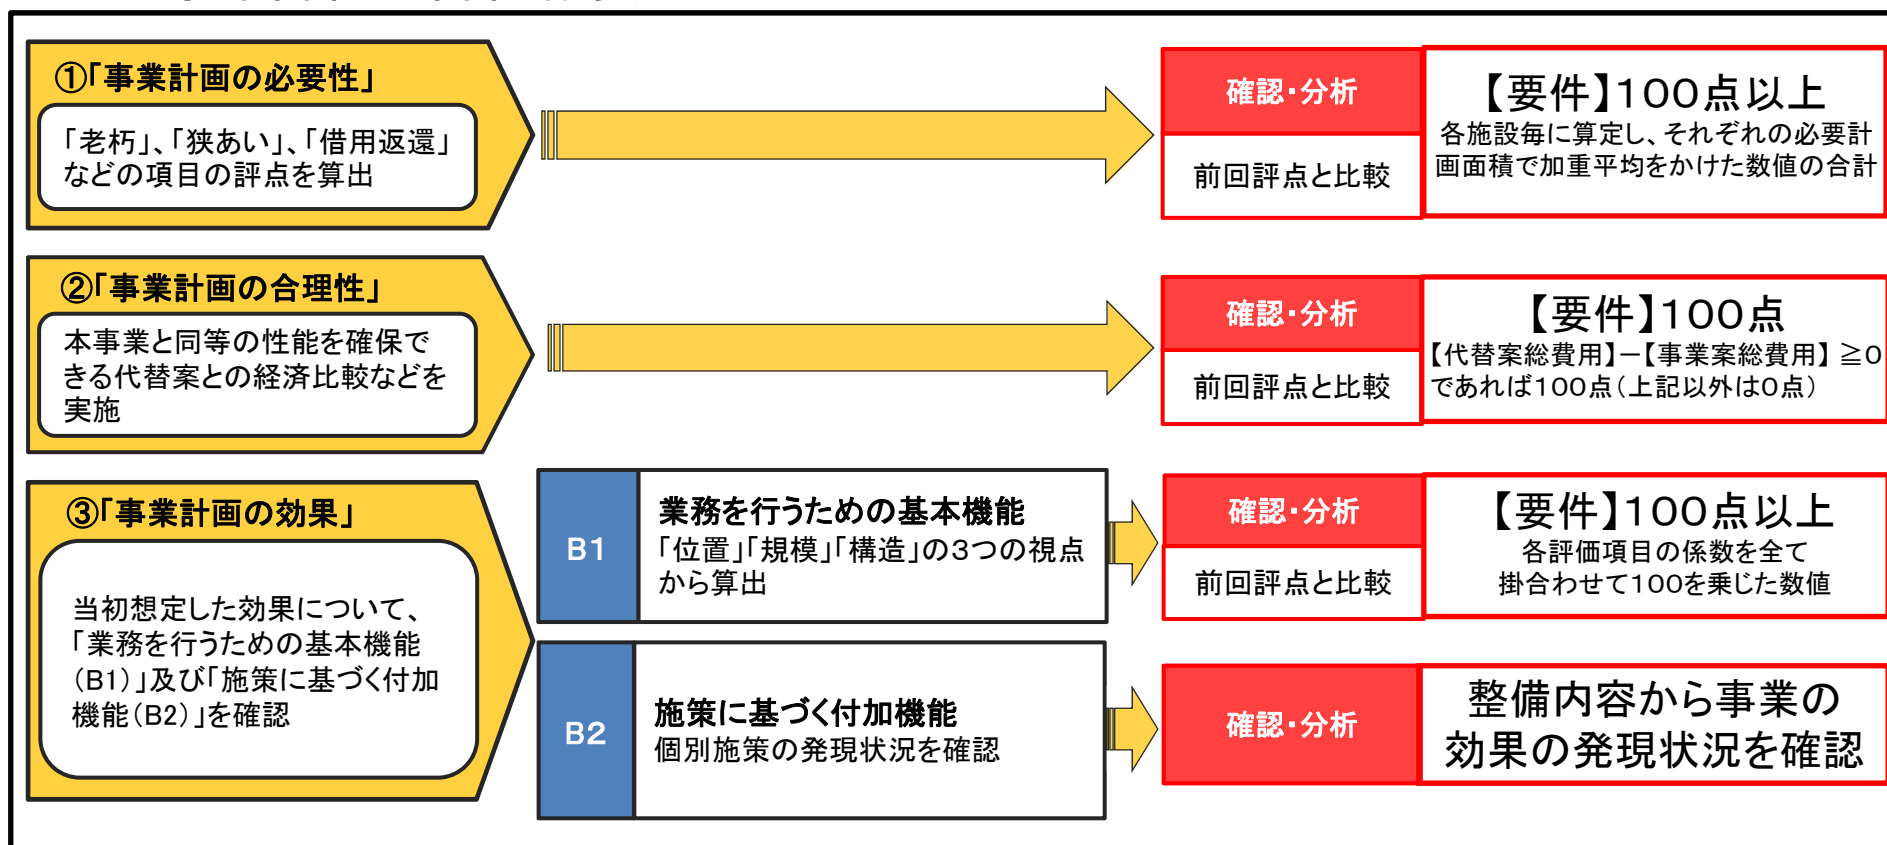 ①「事業計画の必要性」
「老朽」、「狭あい」、「借用返還」
などの項目の評点を算出
確認・分析
前回評点と比較
【要件】100点以上
各施設毎に算定し、それぞれの必要計
画面積で加重平均をかけた数値の合計
②「事業計画の合理性」
本事業と同等の性能を確保で
きる代替案との経済比較などを
実施
確認・分析
前回評点と比較
【要件】100点
【代替案総費用】－【事業案総費用】≧0
であれば100点（上記以外は0点）
③「事業計画の効果」
当初想定した効果について、
「業務を行うための基本機能
（B1）」及び「施策に基づく付加
機能（B2）」を確認
B1
業務を行うための基本機能
「位置」「規模」「構造」の3つの視点
から算出
確認・分析
前回評点と比較
【要件】100点以上
各評価項目の係数を全て
掛合わせて100を乗じた数値
B2
施策に基づく付加機能
個別施策の発現状況を確認
確認・分析
整備内容から事業の
効果の発現状況を確認